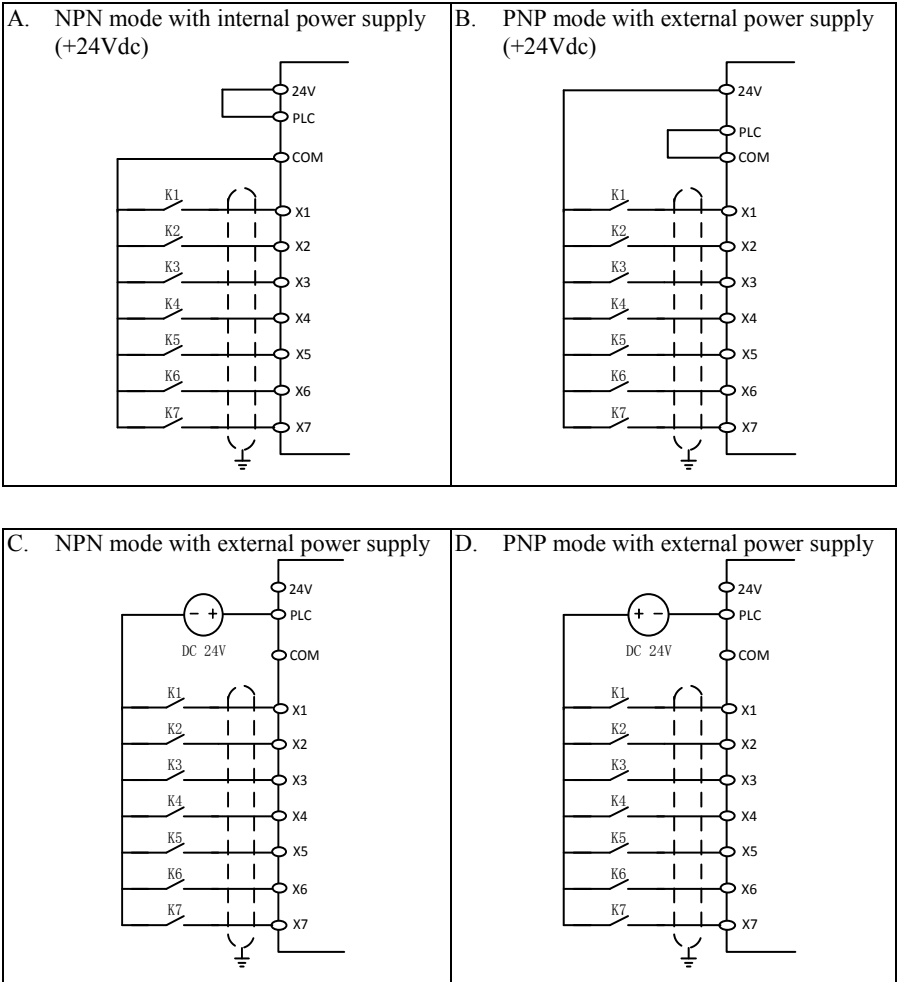 A. NPN mode with internal power supply
(+24Vdc)
24V
PLC
COM
K1
X1
K2
X2
K3
X3
K4
X4
K5
X5
K6
X6
K7
X7
B. PNP mode with external power supply
(+24Vdc)
24V
PLC
COM
K1
X1
K2
X2
K3
X3
K4
X4
K5
X5
K6
X6
K7
X7
C. NPN mode with external power supply
24V
- +
PLC
DC 24V
COM
K1
X1
K2
X2
K3
X3
K4
X4
K5
X5
K6
X6
K7
X7
D. PNP mode with external power supply
24V
+ -
PLC
DC 24V
COM
K1
X1
K2
X2
K3
X3
K4
X4
K5
X5
K6
X6
K7
X7